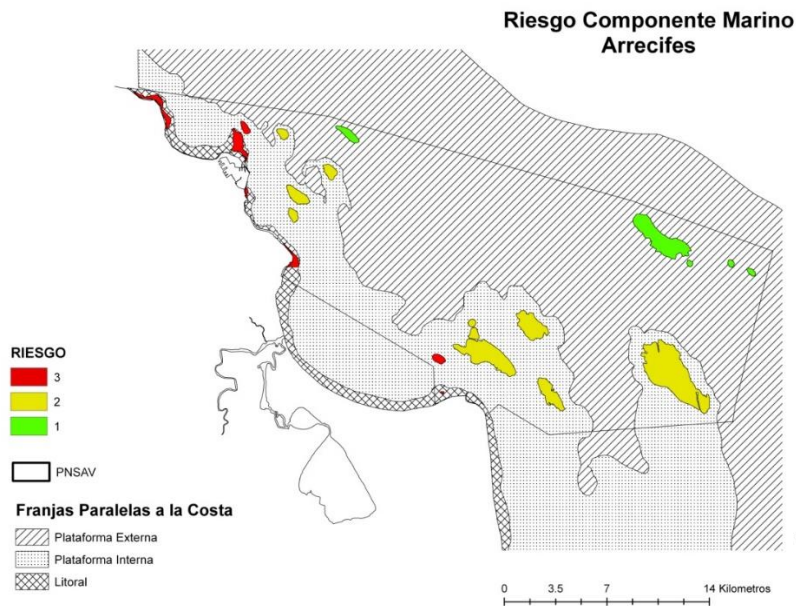 Riesgo Componente Marino
Arrecifes
RIESGO
3
2
1
PNSAV
Franjas Paralelas a la Costa
Plataforma Externa
Plataforma Interna
Litoral
0 3.5 7 14 Kilometros